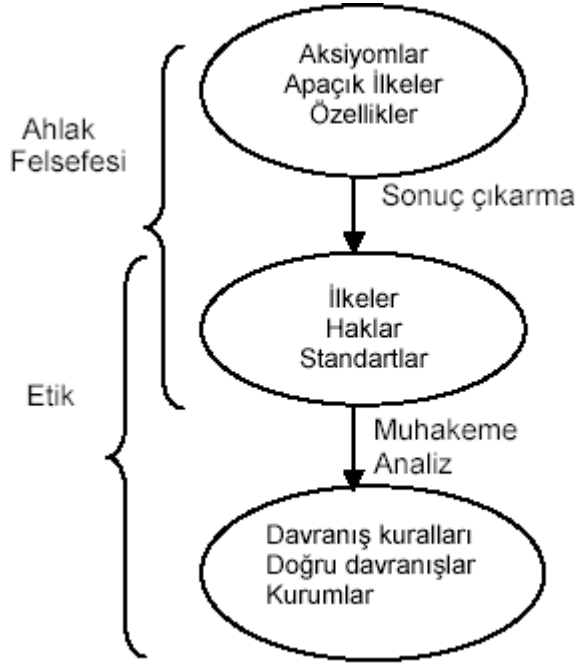 Aksiyomlar
Apaçık İlkeler
Özellikler
Ahlak
Felsefesi
Sonuç çıkarma
İlkeler
Haklar
Standartlar
Etik
Muhakeme
Analiz
Davranış kuralları
Doğru davranışlar
Kurumlar